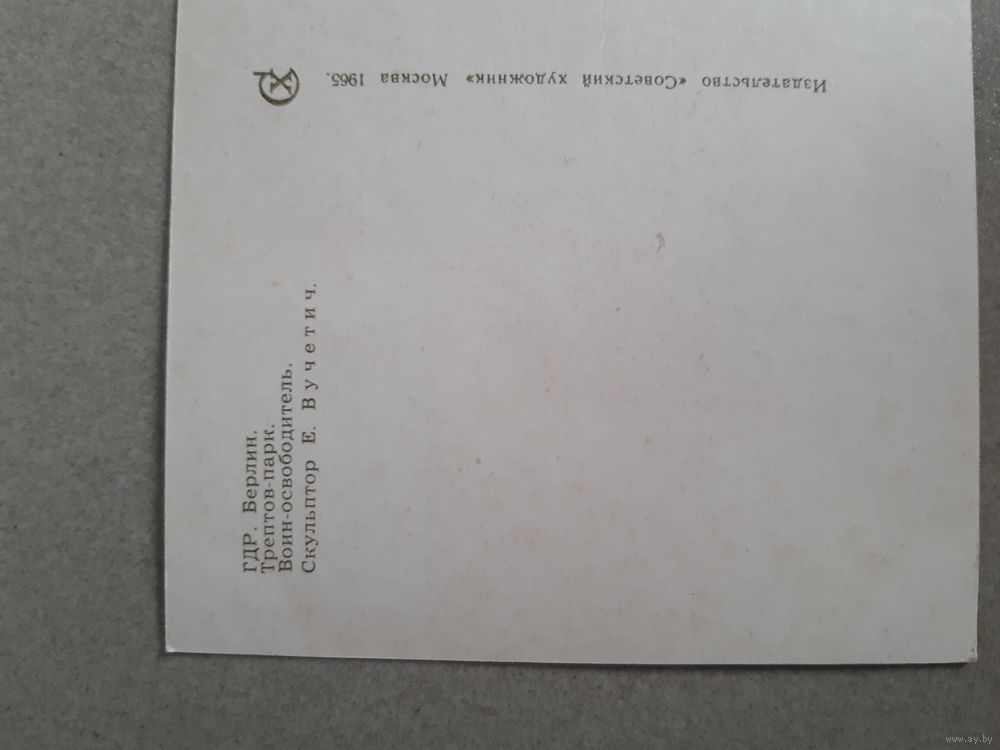 ГДР. Берлин.
Трептов-парк.
Воин-освободитель.
Скульптор Е. Вучетич.
Издательство «Советский художник» Москва 1965.
www.ay.by